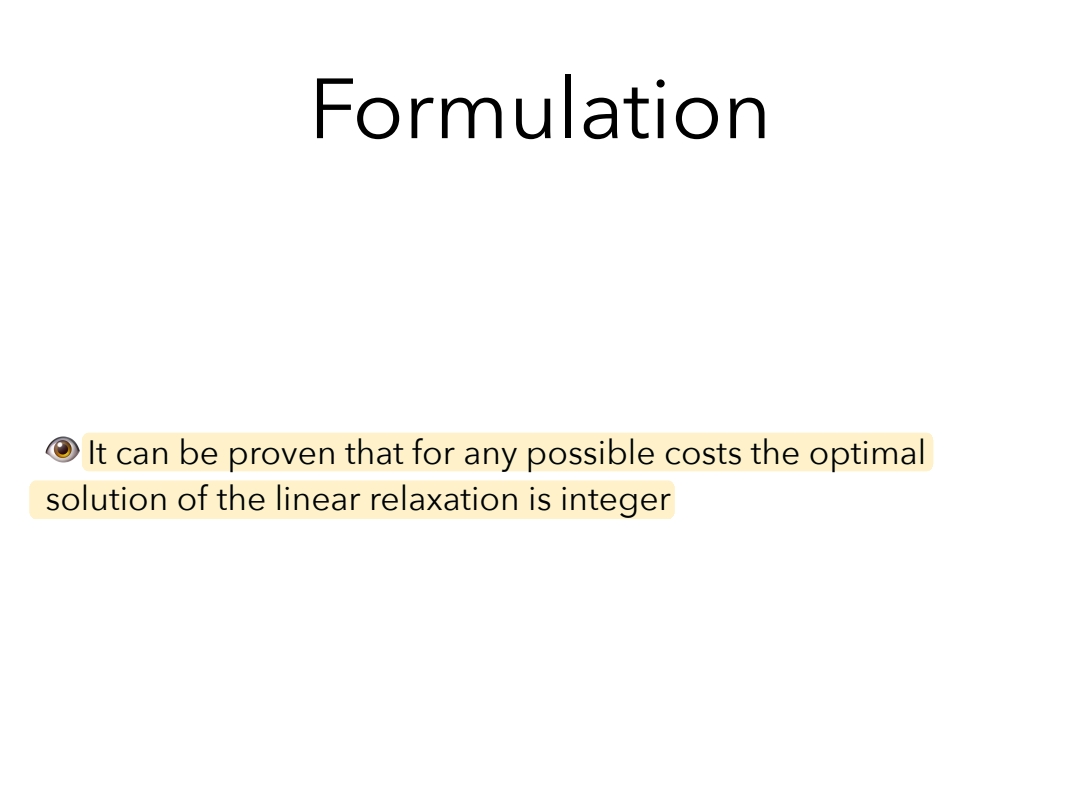 Formulation
👁️It can be proven that for any possible costs the optimal
solution of the linear relaxation is integer